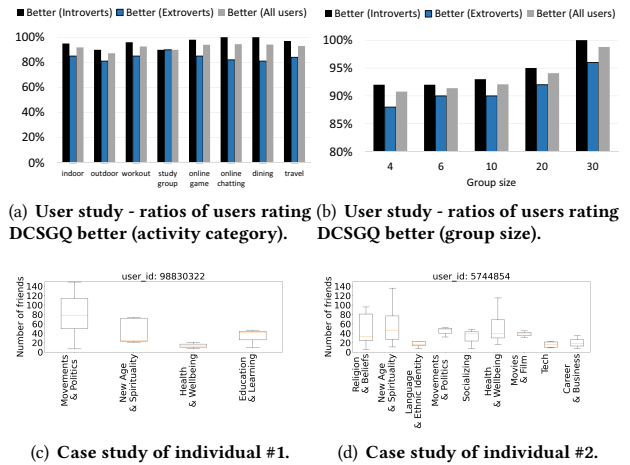 Better (Introverts) Better (Extroverts) Better (All users)
100%
80%
60%
40%
20%
0%
indoor outdoor workout study group online game online chatting dining travel
(a) User study - ratios of users rating
DCSGQ better (activity category).
Better (Introverts) Better (Extroverts) Better (All users)
100%
95%
90%
85%
80%
4 6 10 20 30
Group size
(b) User study - ratios of users rating
DCSGQ better (group size).
user_id: 98830322
Number of friends
140
120
100
80
60
40
20
0
Movements & Politics
New Age & Spirituality
Health & Wellbeing
Education & Learning
(c) Case study of individual #1.
user_id: 5744854
Number of friends
140
120
100
80
60
40
20
0
Religion & Beliefs
New Age & Spirituality
Language & Ethnic Identity
Movements & Politics
Socializing
Health & Wellbeing
Movies & Film
Tech
Career & Business
(d) Case study of individual #2.